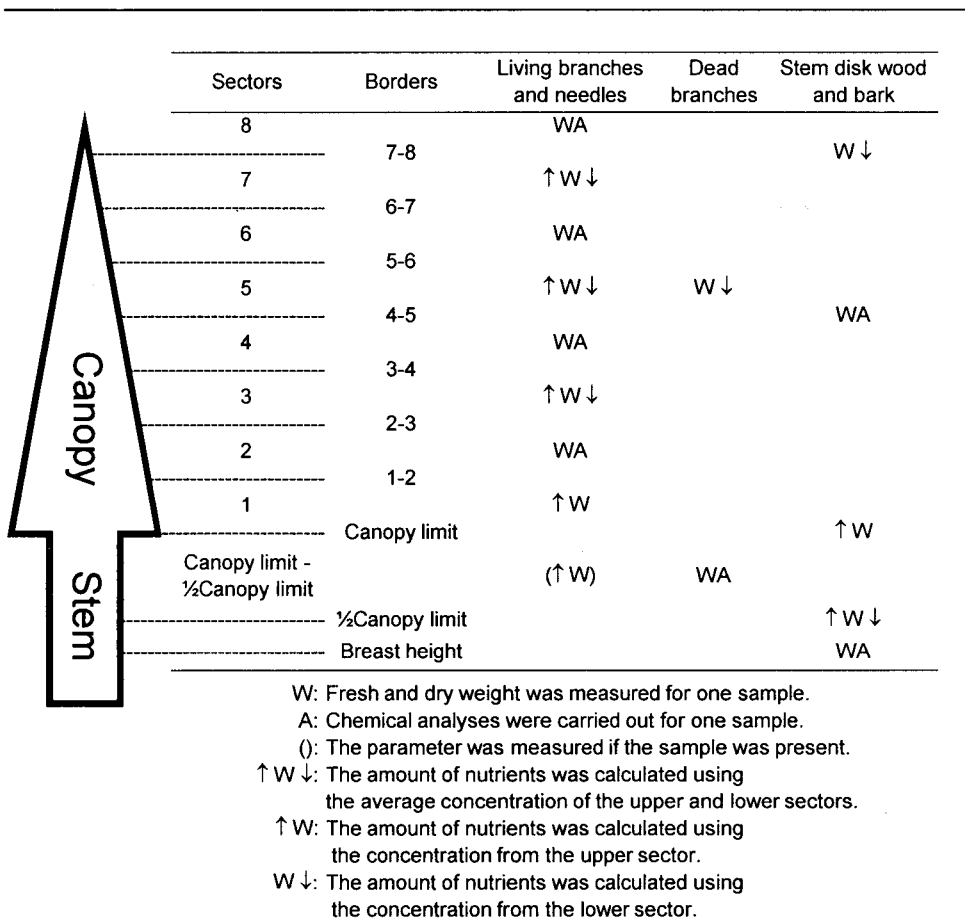 Sectors Borders Living branches and needles Dead branches Stem disk wood and bark
8 WA
7-8 W↓
7 ↑W↓
6-7
6 WA
5-6
5 ↑W↓ W↓
4-5 WA
4 WA
3-4
3 ↑W↓
2-3
2 WA
1-2
1 ↑W
Canopy limit ↑W
Canopy limit - ½Canopy limit (↑W) WA
½Canopy limit ↑W↓
Breast height WA
Canopy
Stem
W: Fresh and dry weight was measured for one sample.
A: Chemical analyses were carried out for one sample.
(): The parameter was measured if the sample was present.
↑W↓: The amount of nutrients was calculated using
the average concentration of the upper and lower sectors.
↑W: The amount of nutrients was calculated using
the concentration from the upper sector.
W↓: The amount of nutrients was calculated using
the concentration from the lower sector.